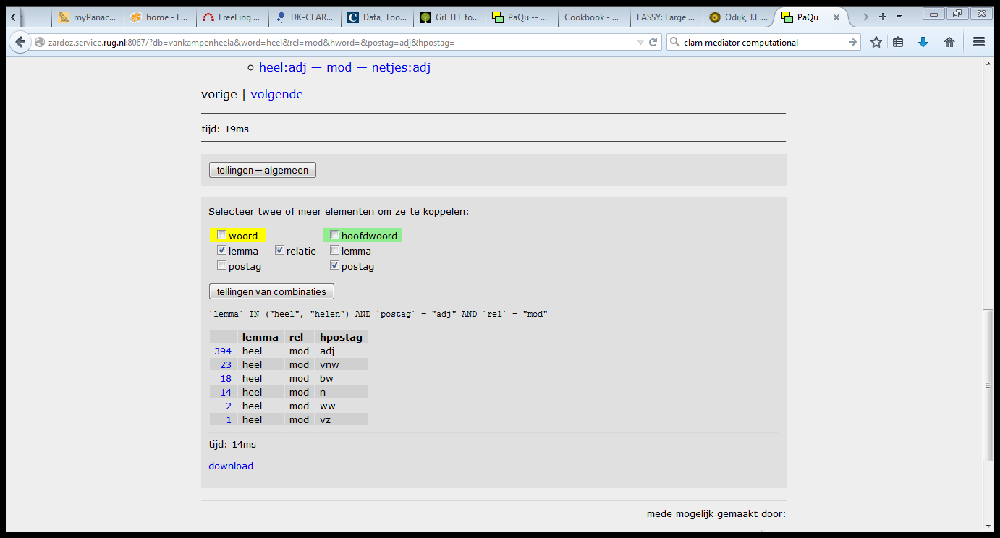 myPanac... home - F... FreeLing ... DK-CLAR... Data, Too... GrETEL fo... PaQu -- ... Cookbook - ... LASSY: Large ... Odijk, J.E.... PaQu
zardoz.service.rug.nl:8067/?db=vankampenheela&word=heel&rel=mod&hword=&postag=adj&hpostag= clam mediator computational
heel:adj — mod — netjes:adj
vorige | volgende
tijd: 19ms
tellingen — algemeen
Selecteer twee of meer elementen om ze te koppelen:
woord hoofdwoord
lemma relatie lemma
postag postag
tellingen van combinaties
`lemma` IN ("heel", "helen") AND `postag` = "adj" AND `rel` = "mod"
lemma rel hpostag
394 heel mod adj
23 heel mod vnw
18 heel mod bw
14 heel mod n
2 heel mod ww
1 heel mod vz
tijd: 14ms
download
mede mogelijk gemaakt door: